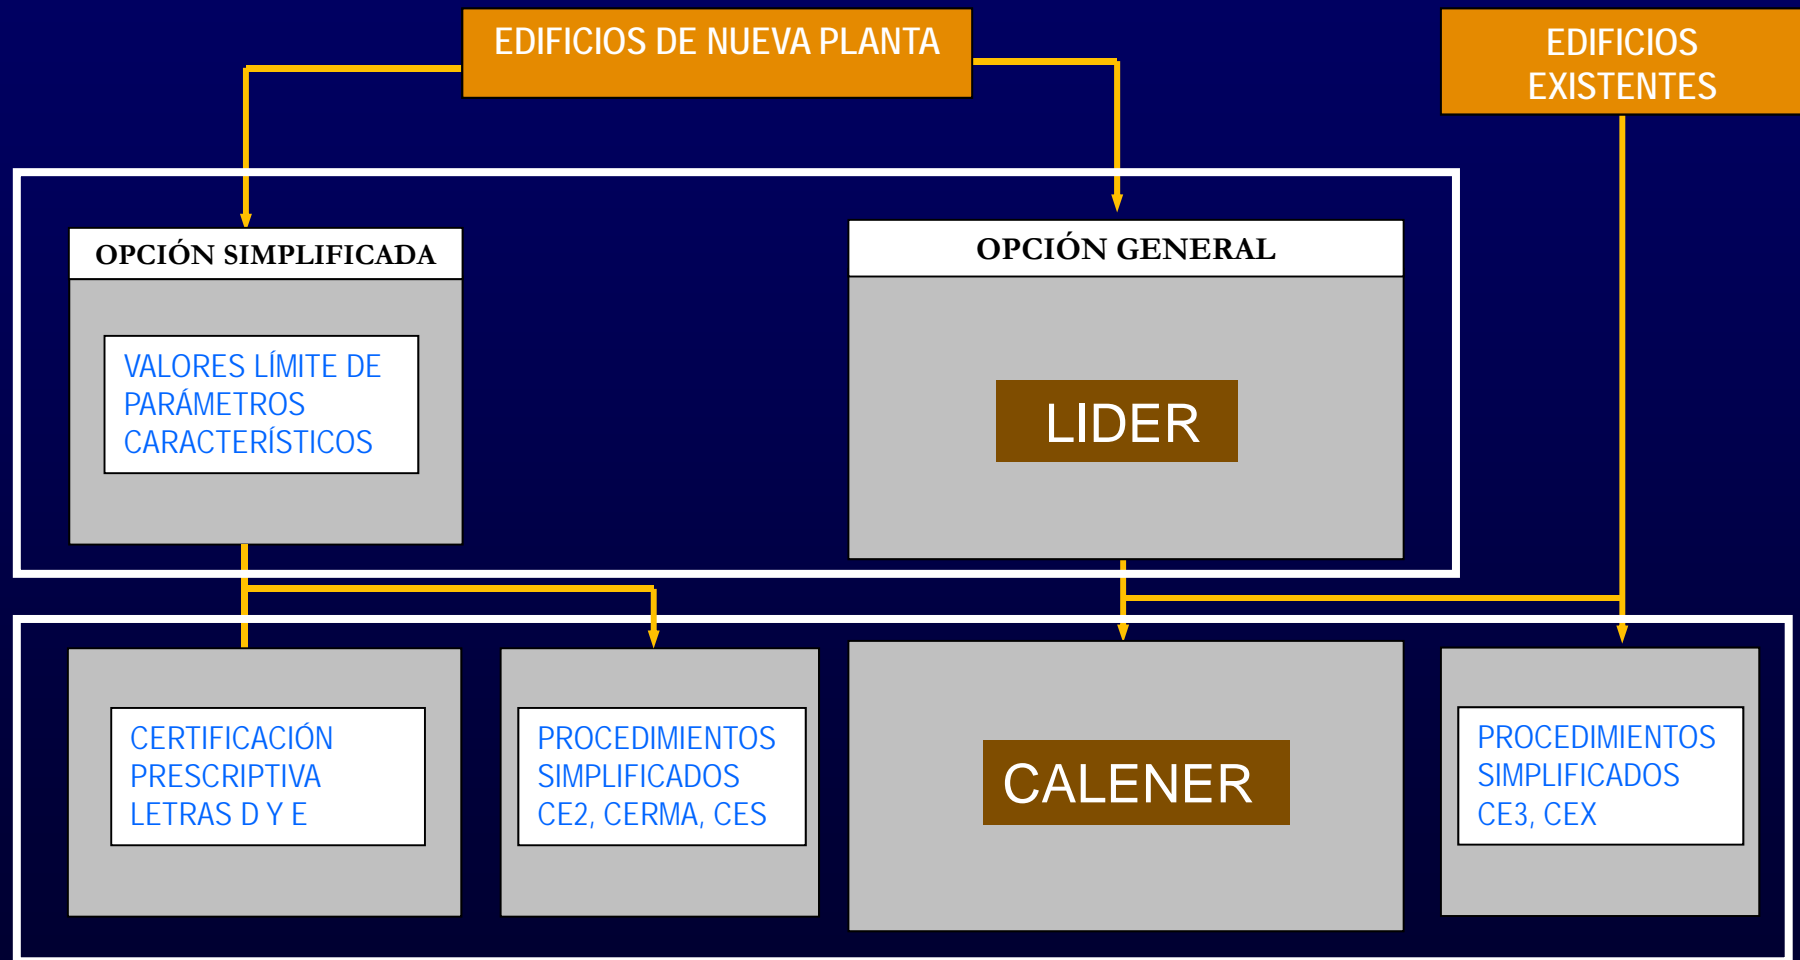 EDIFICIOS DE NUEVA PLANTA
EDIFICIOS
EXISTENTES
OPCIÓN SIMPLIFICADA
VALORES LÍMITE DE
PARÁMETROS
CARACTERÍSTICOS
OPCIÓN GENERAL
LIDER
CERTIFICACIÓN
PRESCRIPTIVA
LETRAS D Y E
PROCEDIMIENTOS
SIMPLIFICADOS
CE2, CERMA, CES
CALENER
PROCEDIMIENTOS
SIMPLIFICADOS
CE3, CEX